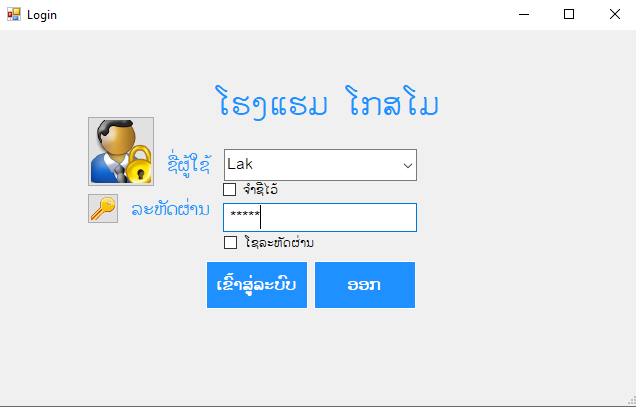 Login
ໂຮງແຮມ ໂກສໂມ
ຊື່ຜູ້ໃຊ້ Lak
ຈຳຊືໄວ້
ລະຫັດຜ່ານ *****
ໂຊລະຫັດຜ່ານ
ເຂົ້າສູ່ລະບົບ ອອກ